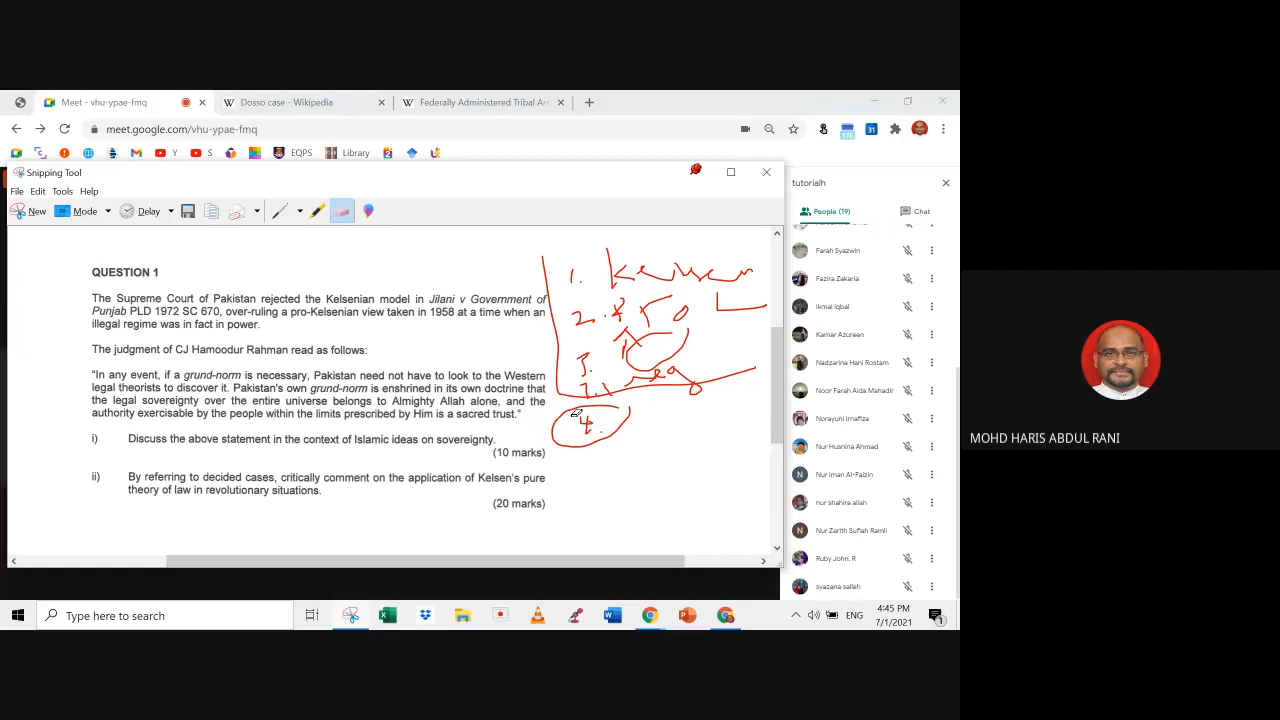 Meet - vhu-ypae-fmq
Dosso case - Wikipedia
Federally Administered Tribal Are
meet.google.com/vhu-ypae-fmq
Y
S
EQPS
Library
Snipping Tool
File Edit Tools Help
New Mode Delay
QUESTION 1
The Supreme Court of Pakistan rejected the Kelsenian model in Jilani v Government of
Punjab PLD 1972 SC 670, over-ruling a pro-Kelsenian view taken in 1958 at a time when an
illegal regime was in fact in power.
The judgment of CJ Hamoodur Rahman read as follows:
“In any event, if a grund-norm is necessary, Pakistan need not have to look to the Western
legal theorists to discover it. Pakistan's own grund-norm is enshrined in its own doctrine that
the legal sovereignty over the entire universe belongs to Almighty Allah alone, and the
authority exercisable by the people within the limits prescribed by Him is a sacred trust.”
i) Discuss the above statement in the context of Islamic ideas on sovereignty.
(10 marks)
ii) By referring to decided cases, critically comment on the application of Kelsen's pure
theory of law in revolutionary situations.
(20 marks)
1. Kelsen
2.
3.
4.
tutorialh
People (19)
Chat
Farah Syazwin
Fazira Zakaria
Ikmal Iqbal
Kamar Azureen
Nadzarina Hani Rostam
Noor Farah Aida Mahadir
Norayuni Irnafiza
Nur Husnina Ahmad
N Nur Iman Al-Faizin
nur shahira allah
N Nur Zarith Sufiah Ramli
Ruby John. R
syazana salleh
MOHD HARIS ABDUL RANI
Type here to search
ENG
4:45 PM
7/1/2021